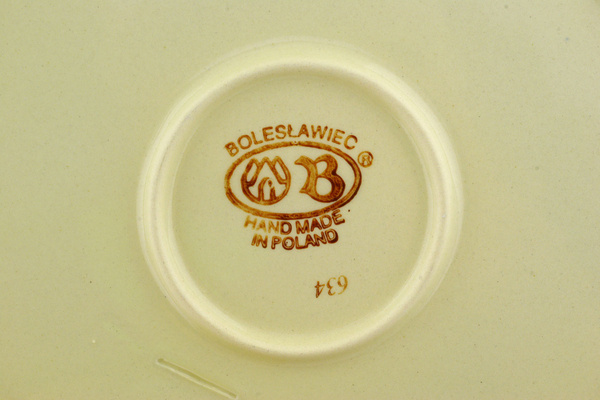 BOLESŁAWIEC
B ®
HAND MADE
IN POLAND
634